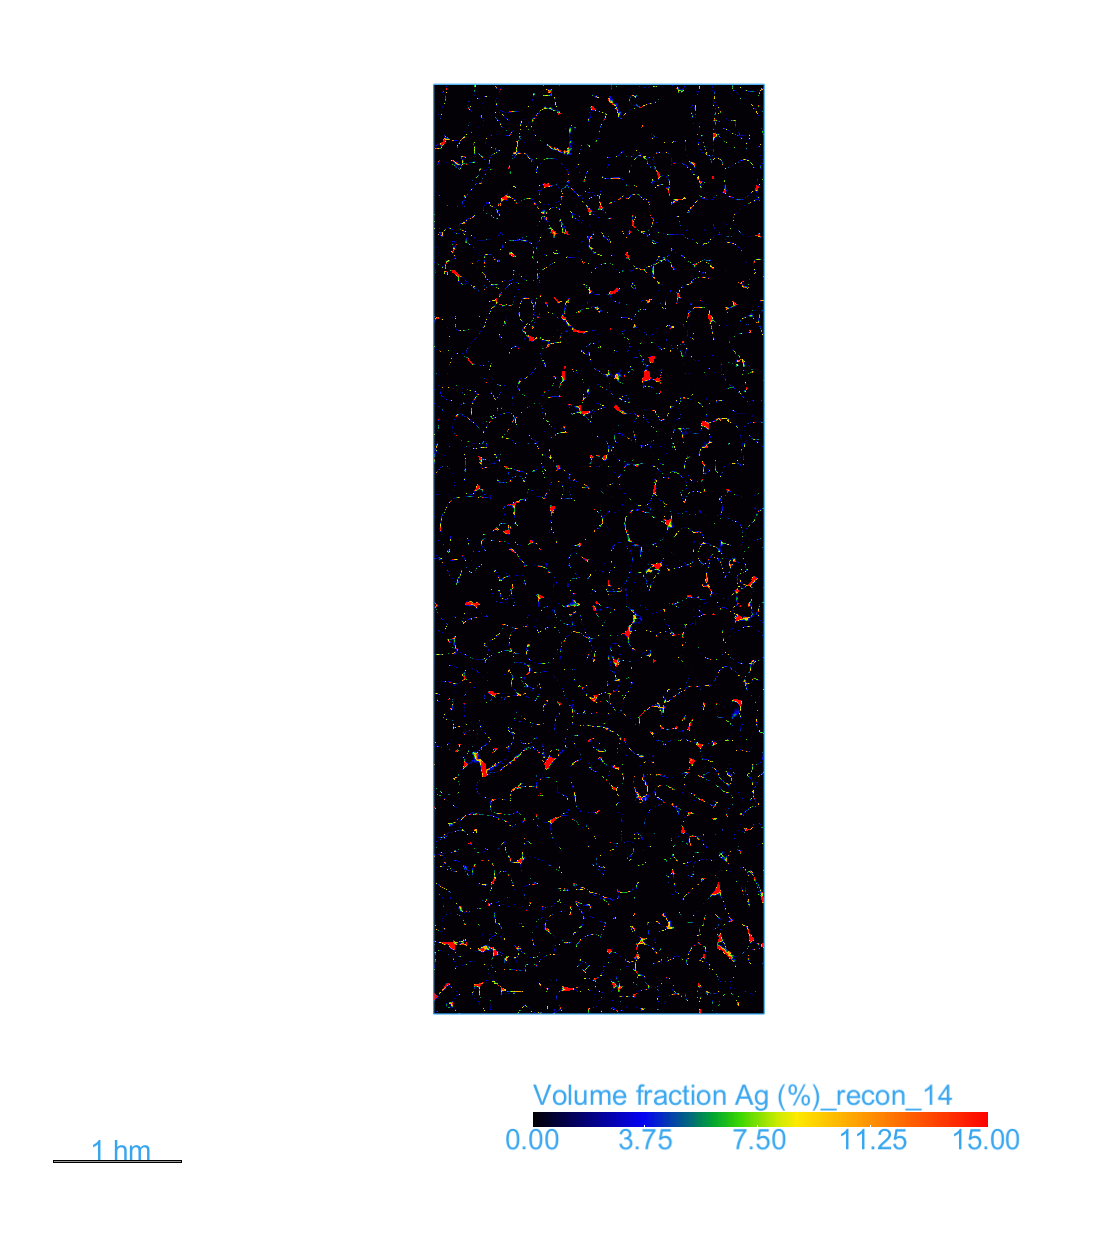 Volume fraction Ag (%)_recon_14
0.00 3.75 7.50 11.25 15.00
1 hm